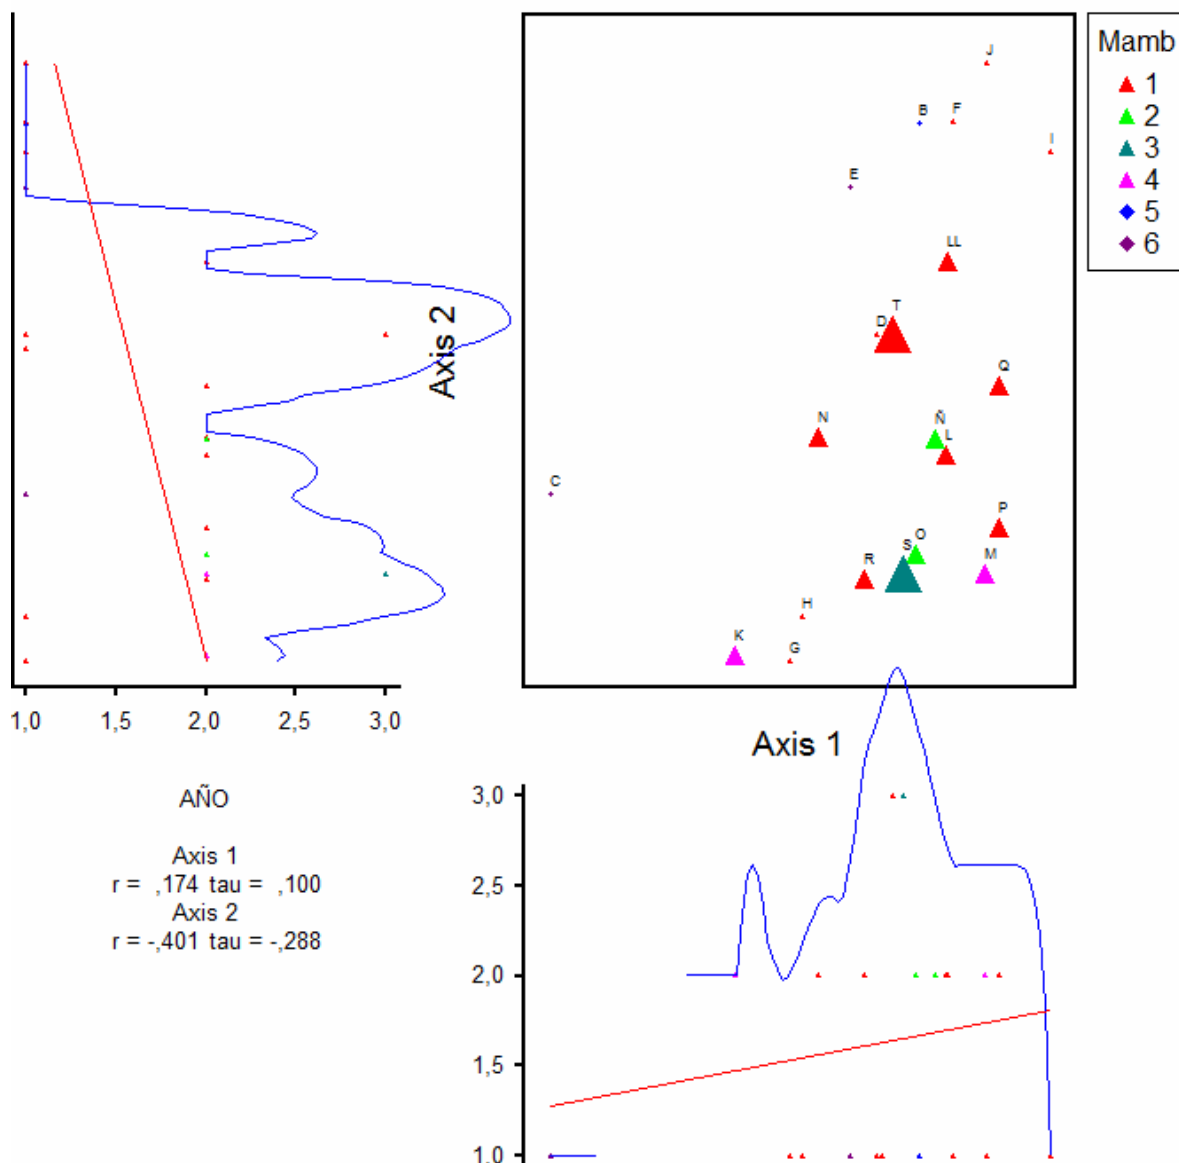 Mamb
1
2
3
4
5
6
J
B
F
I
E
LL
T
D
Q
N
Ñ
L
C
P
O
S
M
R
H
K
G
Axis 2
1,0
1,5
2,0
2,5
3,0
Axis 1
AÑO
Axis 1
r = ,174 tau = ,100
Axis 2
r = -,401 tau = -,288
3,0
2,5
2,0
1,5
1,0